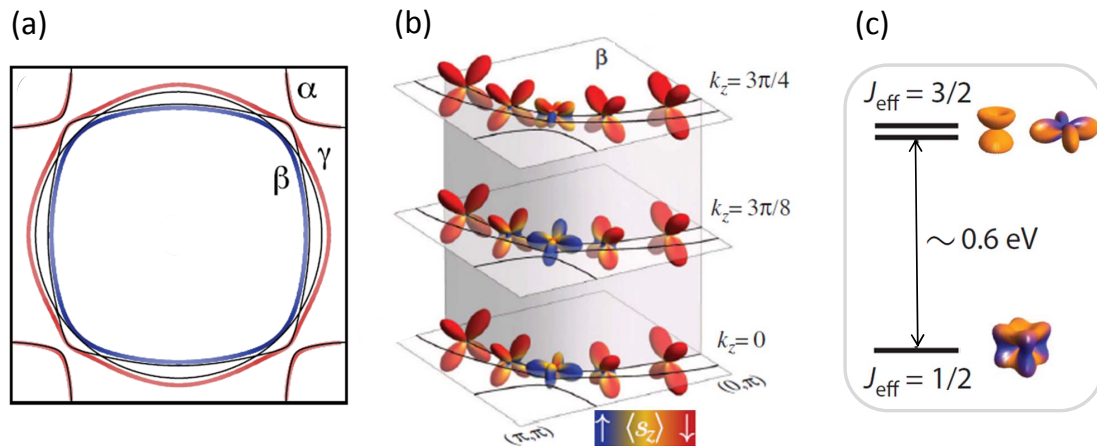 (a)
α
β
γ
(b)
β
k_z=3π/4
k_z=3π/8
k_z=0
(0,π)
(π,π)
↑ ⟨s_z⟩ ↓
(c)
J_eff = 3/2
~ 0.6 eV
J_eff = 1/2